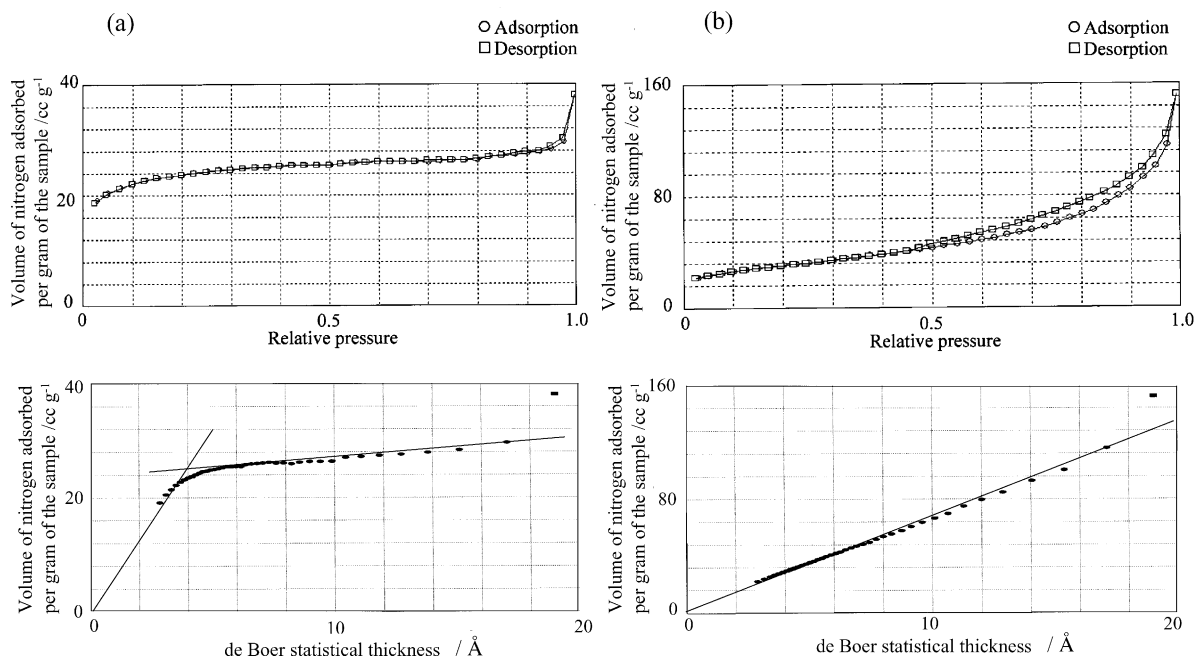 (a)
○ Adsorption
□ Desorption
Volume of nitrogen adsorbed
per gram of the sample /cc g⁻¹
40
20
0
0
0.5
1.0
Relative pressure
(b)
○ Adsorption
□ Desorption
Volume of nitrogen adsorbed
per gram of the sample /cc g⁻¹
160
80
0
0
0.5
1.0
Relative pressure
Volume of nitrogen adsorbed
per gram of the sample /cc g⁻¹
40
20
0
0
10
20
de Boer statistical thickness / Å
Volume of nitrogen adsorbed
per gram of the sample /cc g⁻¹
160
80
0
0
10
20
de Boer statistical thickness / Å